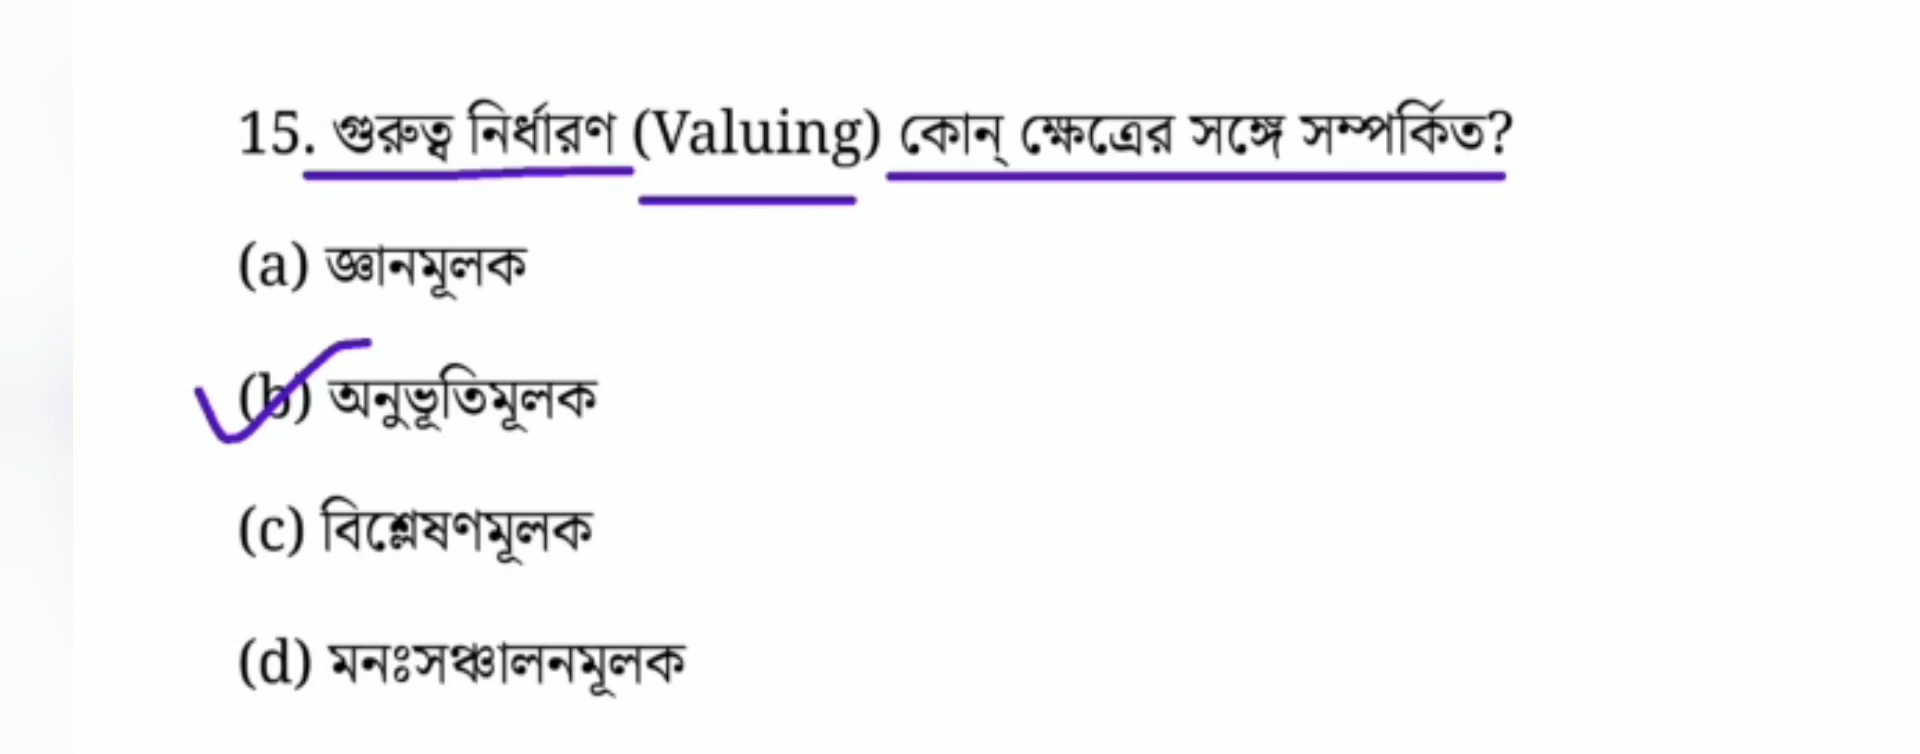 15. গুরুত্ব নির্ধারণ (Valuing) কোন্ ক্ষেত্রের সঙ্গে সম্পর্কিত?
(a) জ্ঞানমূলক
(b) অনুভূতিমূলক
(c) বিশ্লেষণমূলক
(d) মনঃসঞ্চালনমূলক